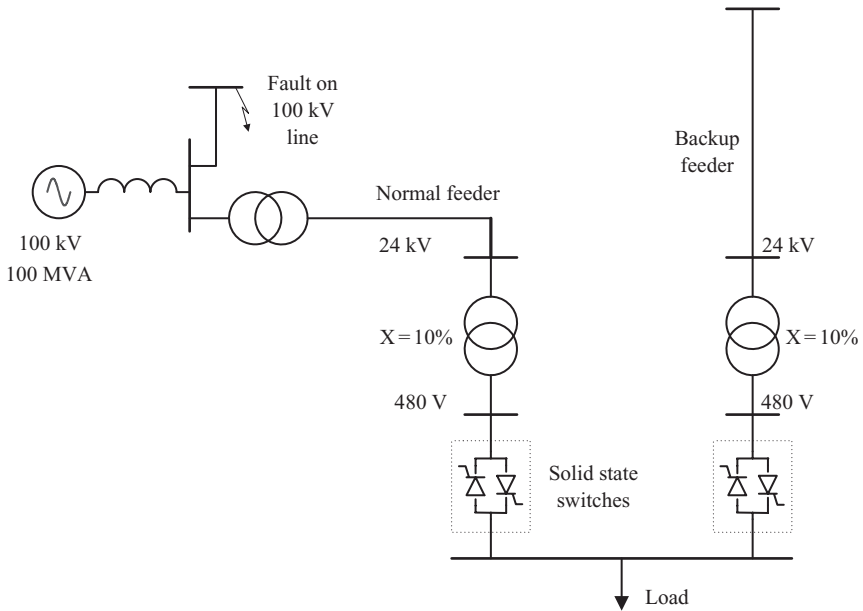 Fault on
100 kV
line
Backup
feeder
Normal feeder
100 kV
100 MVA
24 kV
24 kV
X = 10%
X = 10%
480 V
480 V
Solid state
switches
Load